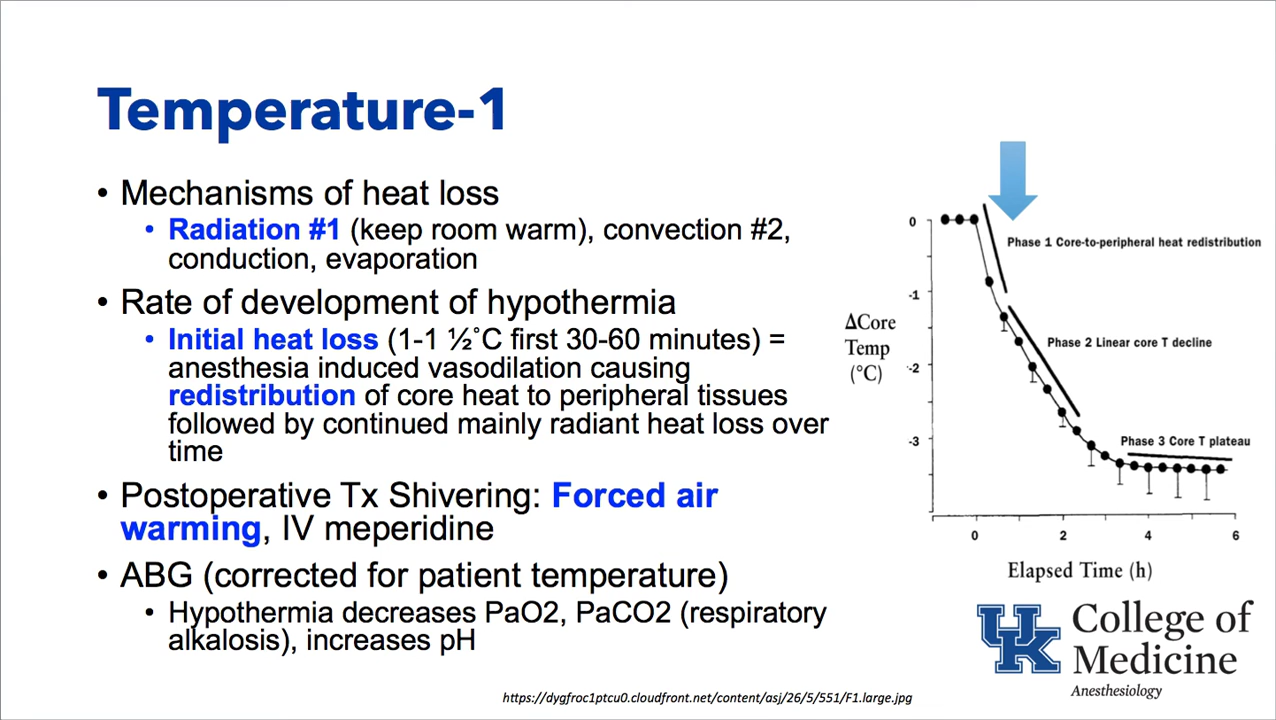 Temperature-1
• Mechanisms of heat loss
• Radiation #1 (keep room warm), convection #2,
conduction, evaporation
• Rate of development of hypothermia
• Initial heat loss (1-1 ½˚C first 30-60 minutes) =
anesthesia induced vasodilation causing
redistribution of core heat to peripheral tissues
followed by continued mainly radiant heat loss over
time
• Postoperative Tx Shivering: Forced air
warming, IV meperidine
• ABG (corrected for patient temperature)
• Hypothermia decreases PaO2, PaCO2 (respiratory
alkalosis), increases pH
0
Phase 1 Core-to-peripheral heat redistribution
-1
ΔCore
Temp
(°C)
Phase 2 Linear core T decline
-2
Phase 3 Core T plateau
-3
0 2 4 6
Elapsed Time (h)
UK
College of
Medicine
Anesthesiology
https://dygfroc1ptcu0.cloudfront.net/content/asj/26/5/551/F1.large.jpg